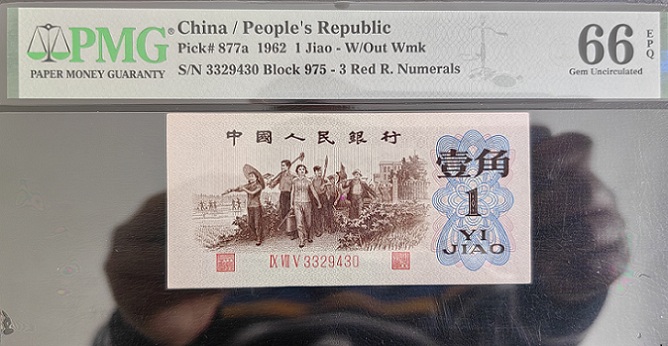 PMG
PAPER MONEY GUARANTY
China / People's Republic
Pick# 877a 1962 1 Jiao - W/Out Wmk
S/N 3329430 Block 975 - 3 Red R. Numerals
66
EPQ
Gem Uncirculated
中國人民銀行
壹角
1
YI
JIAO
IX VII V 3329430